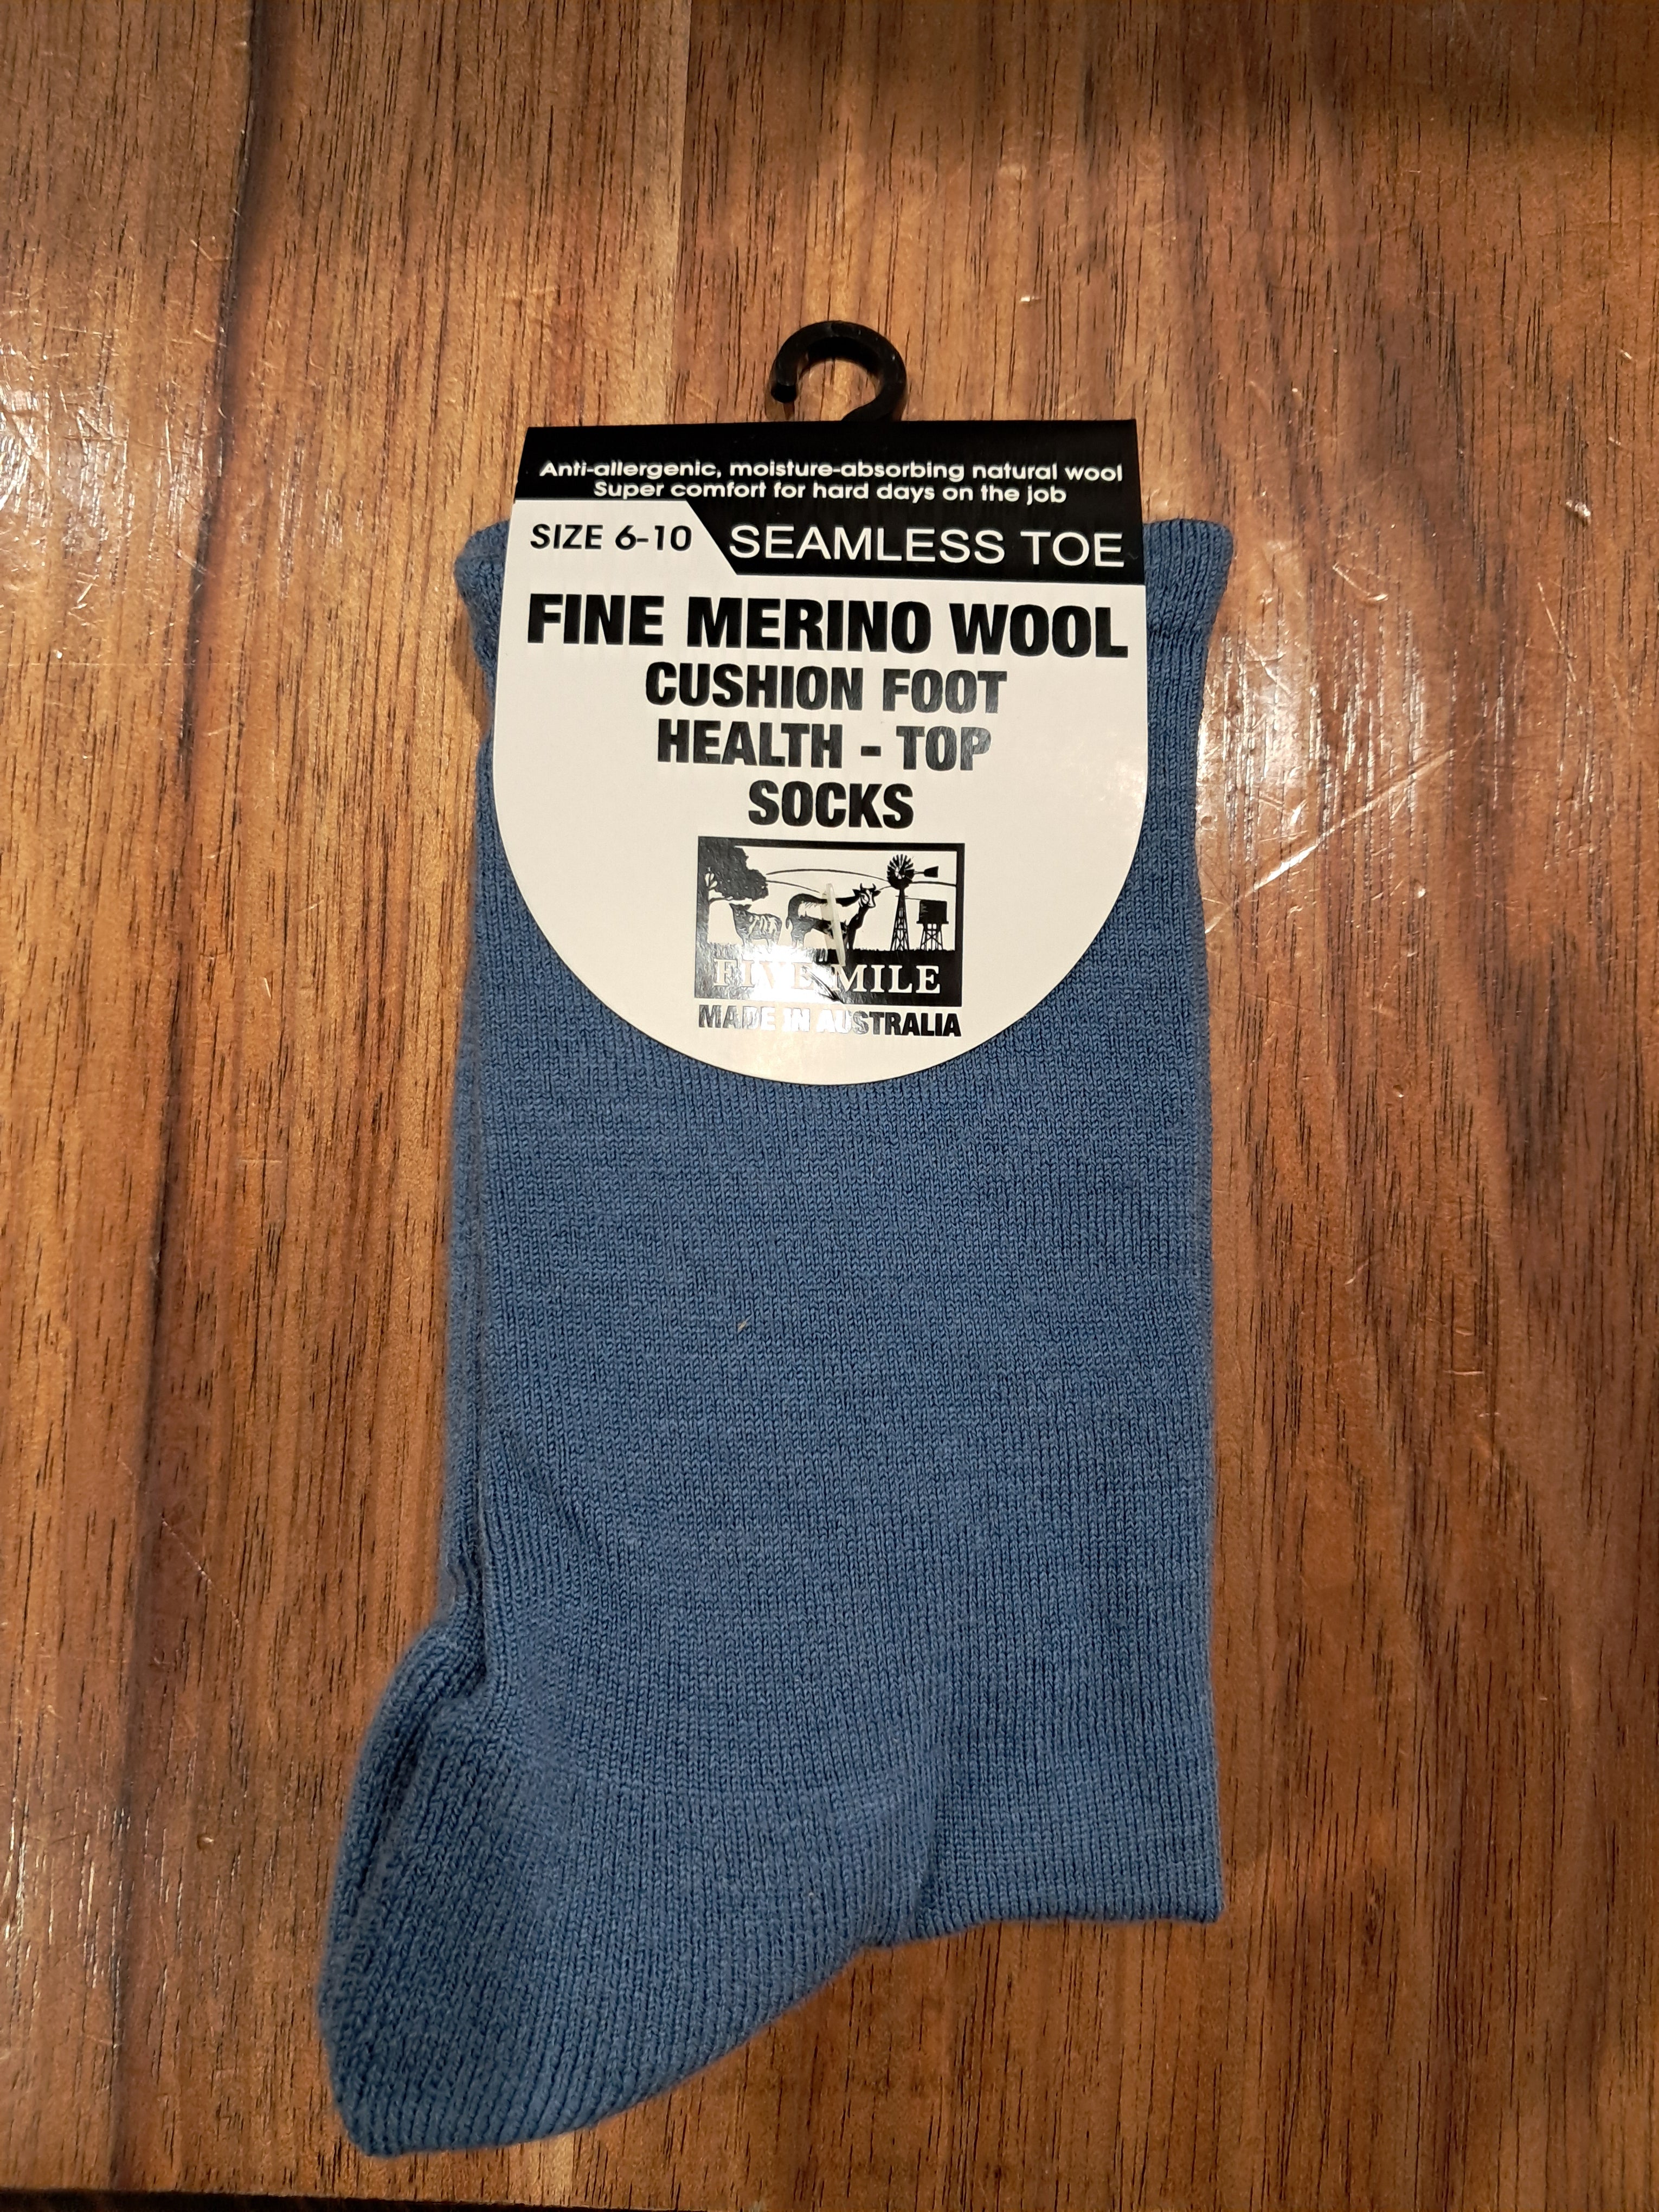 Anti-allergenic, moisture-absorbing natural wool
Super comfort for hard days on the job
SIZE 6-10 SEAMLESS TOE
FINE MERINO WOOL
CUSHION FOOT
HEALTH - TOP
SOCKS
FIVE MILE
MADE IN AUSTRALIA